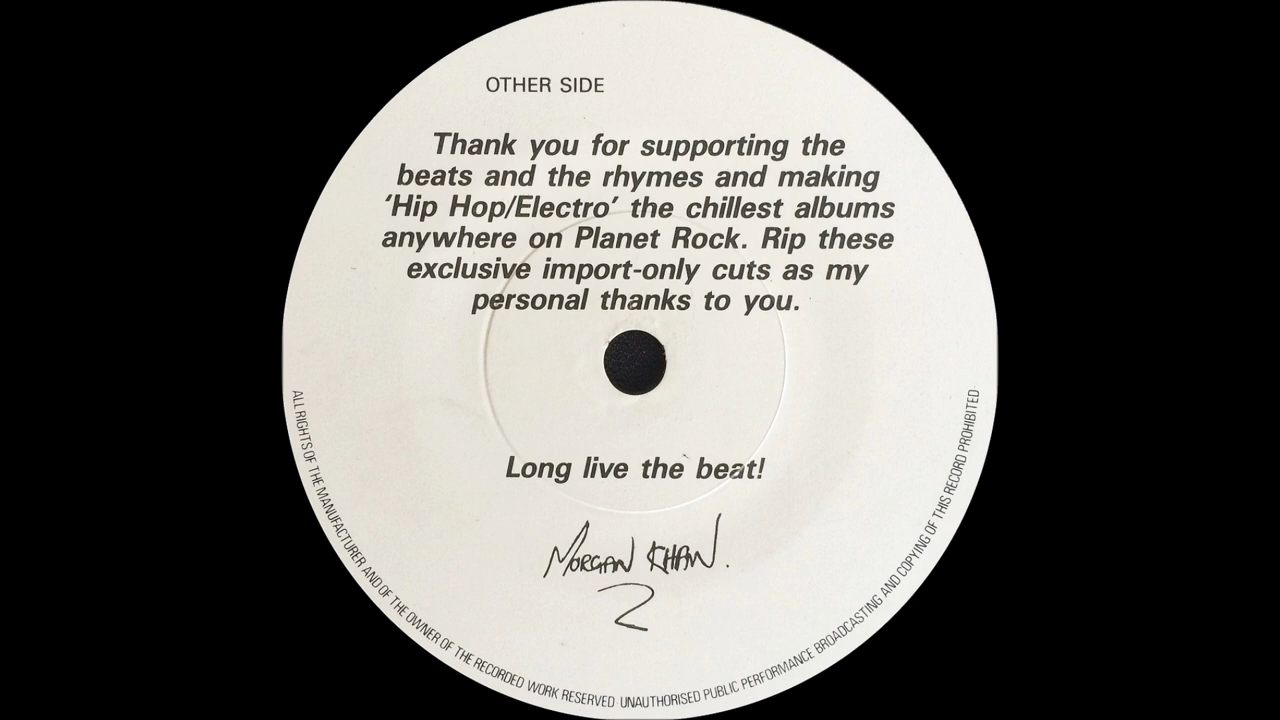 OTHER SIDE
Thank you for supporting the
beats and the rhymes and making
‘Hip Hop/Electro’ the chillest albums
anywhere on Planet Rock. Rip these
exclusive import-only cuts as my
personal thanks to you.
Long live the beat!
MORGAN KHAN.
2
ALL RIGHTS OF THE MANUFACTURER AND OF THE OWNER OF THE RECORDED WORK RESERVED · UNAUTHORISED PUBLIC PERFORMANCE BROADCASTING AND COPYING OF THIS RECORD PROHIBITED·